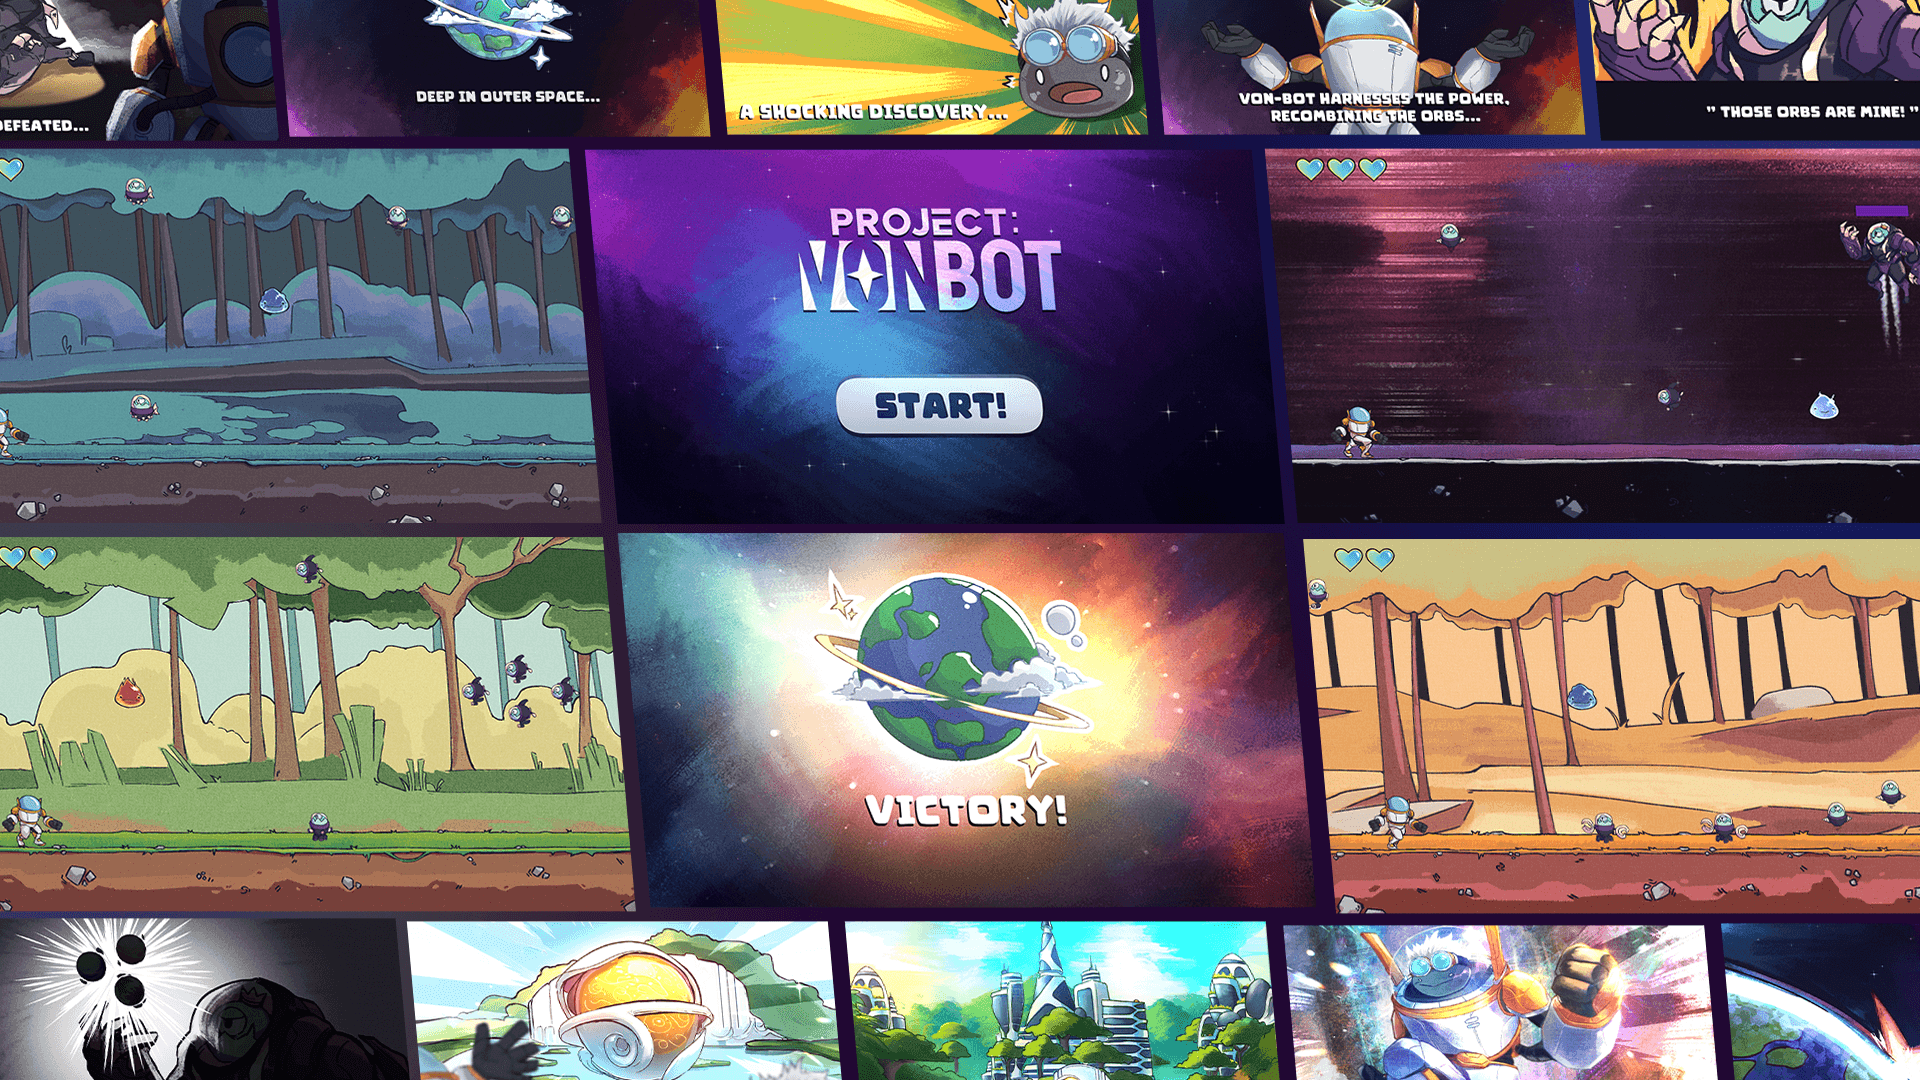 DEFEATED...
DEEP IN OUTER SPACE...
A SHOCKING DISCOVERY...
VON-BOT HARNESSES THE POWER,
RECOMBINING THE ORBS...
" THOSE ORBS ARE MINE! "
PROJECT:
VONBOT
START!
VICTORY!